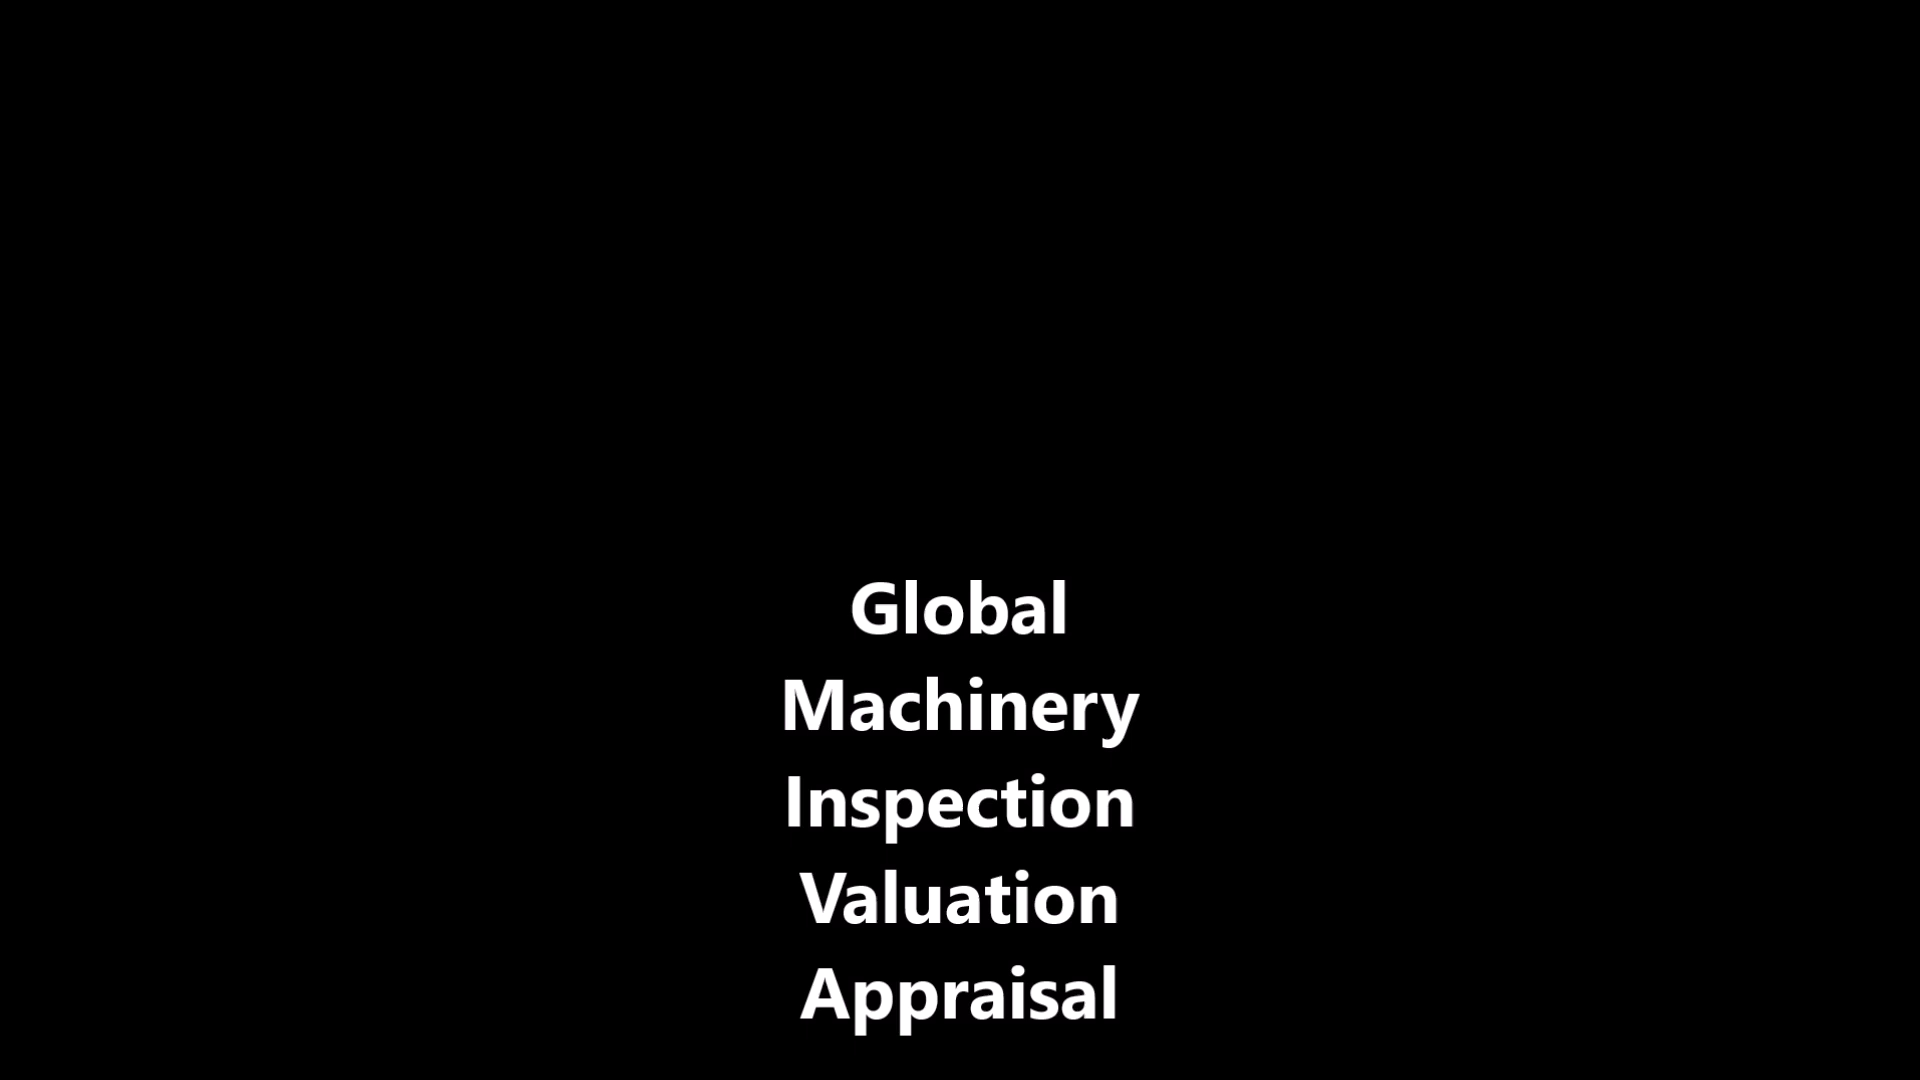 Global
Machinery
Inspection
Valuation
Appraisal